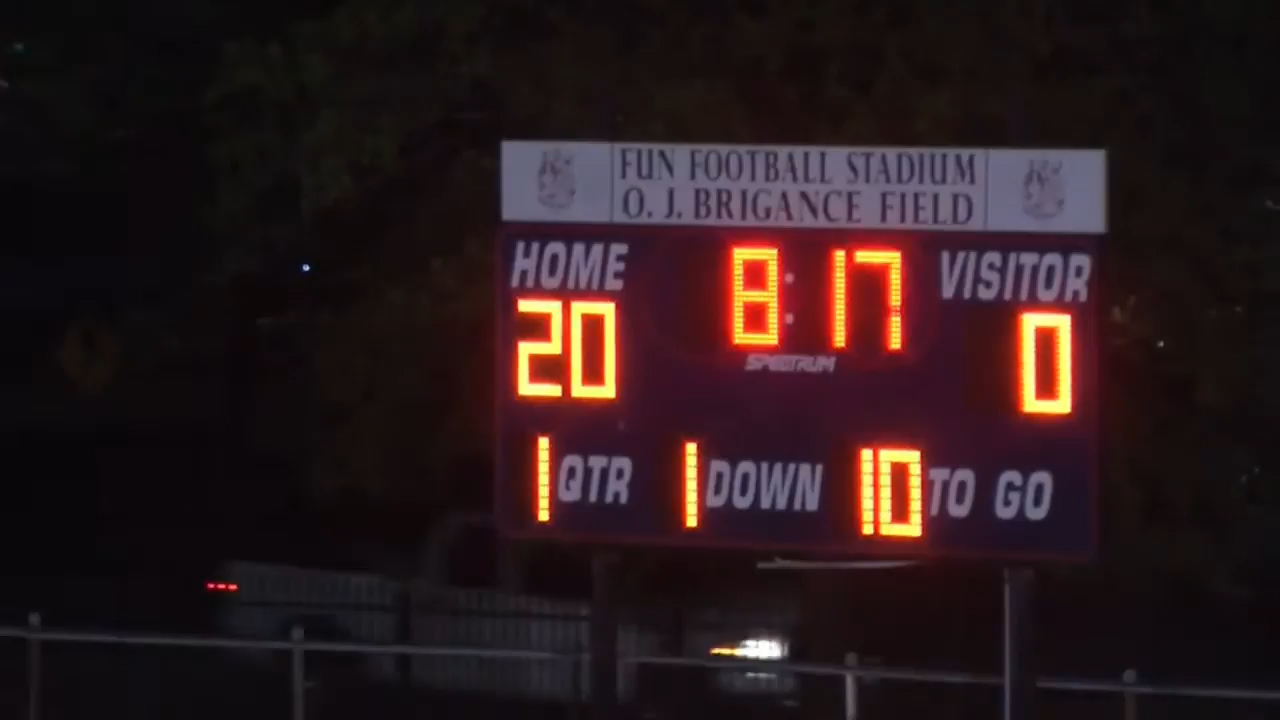 FUN FOOTBALL STADIUM
O. J. BRIGANCE FIELD
HOME 8:17 VISITOR
20 0
SPECTRUM
1 QTR 1 DOWN 10 TO GO